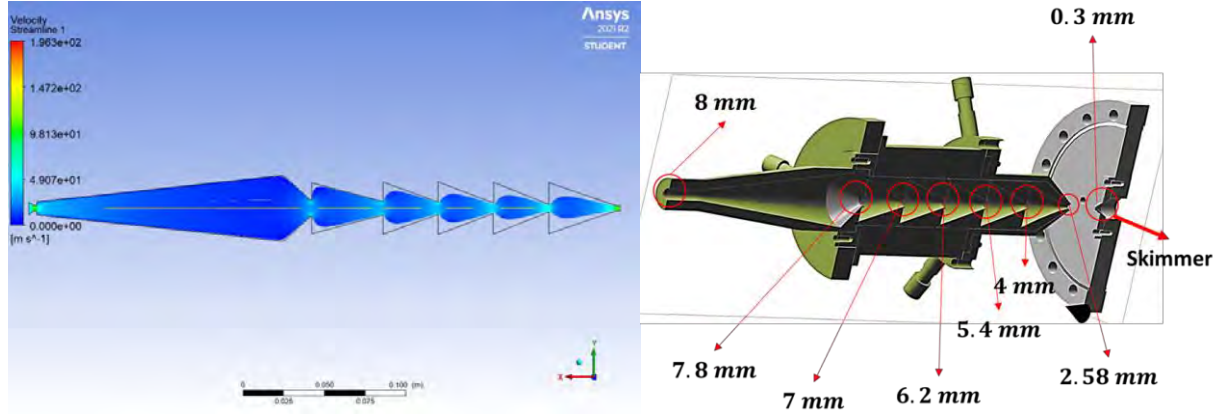 Velocity
Streamline 1
1.963e+02
1.472e+02
9.813e+01
4.907e+01
0.000e+00
[m s^-1]
Ansys
2021 R2
STUDENT
0
0.050
0.100 (m)
0.025
0.075
Y
X
0.3 mm
8 mm
Skimmer
4 mm
5.4 mm
7.8 mm
7 mm
6.2 mm
2.58 mm